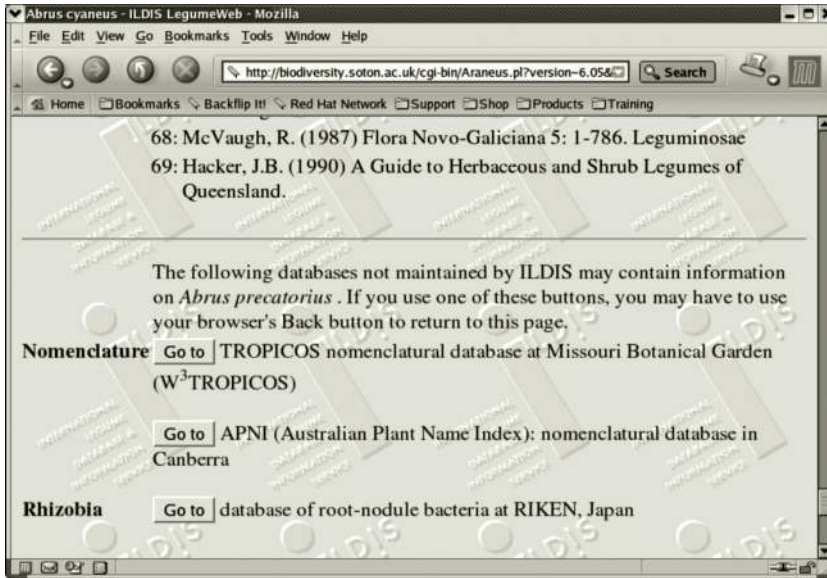 Abrus cyaneus - ILDIS LegumeWeb - Mozilla
File Edit View Go Bookmarks Tools Window Help
http://biodiversity.soton.ac.uk/cgi-bin/Araneus.pl?version~6.05& Search
Home Bookmarks Backflip It! Red Hat Network Support Shop Products Training
68: McVaugh, R. (1987) Flora Novo-Galiciana 5: 1-786. Leguminosae
69: Hacker, J.B. (1990) A Guide to Herbaceous and Shrub Legumes of
Queensland.
The following databases not maintained by ILDIS may contain information
on Abrus precatorius . If you use one of these buttons, you may have to use
your browser's Back button to return to this page.
Nomenclature Go to TROPICOS nomenclatural database at Missouri Botanical Garden
(W³TROPICOS)
Go to APNI (Australian Plant Name Index): nomenclatural database in
Canberra
Rhizobia Go to database of root-nodule bacteria at RIKEN, Japan